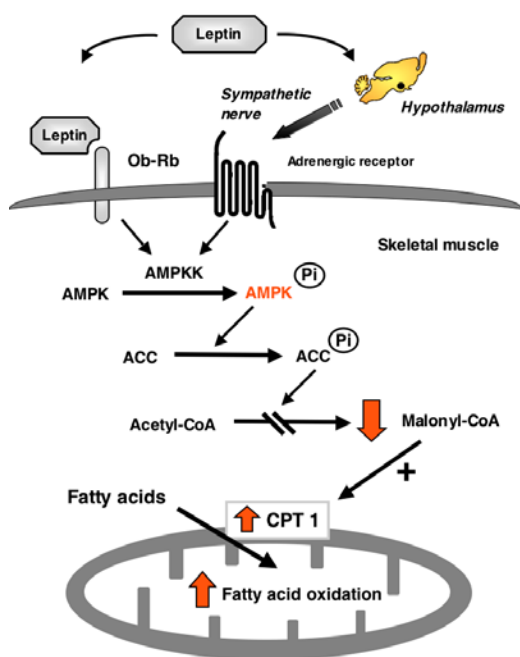 Leptin
Sympathetic
nerve
Hypothalamus
Leptin
Ob-Rb
Adrenergic receptor
Skeletal muscle
AMPKK
AMPK
AMPK
Pi
ACC
ACC
Pi
Acetyl-CoA
Malonyl-CoA
+
Fatty acids
CPT 1
Fatty acid oxidation